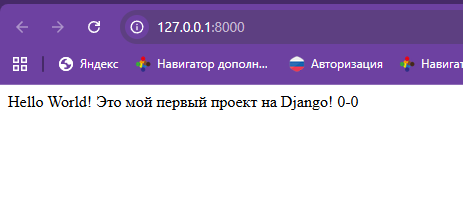 127.0.0.1:8000
Яндекс Навигатор дополн... Авторизация Навигат
Hello World! Это мой первый проект на Django! 0-0